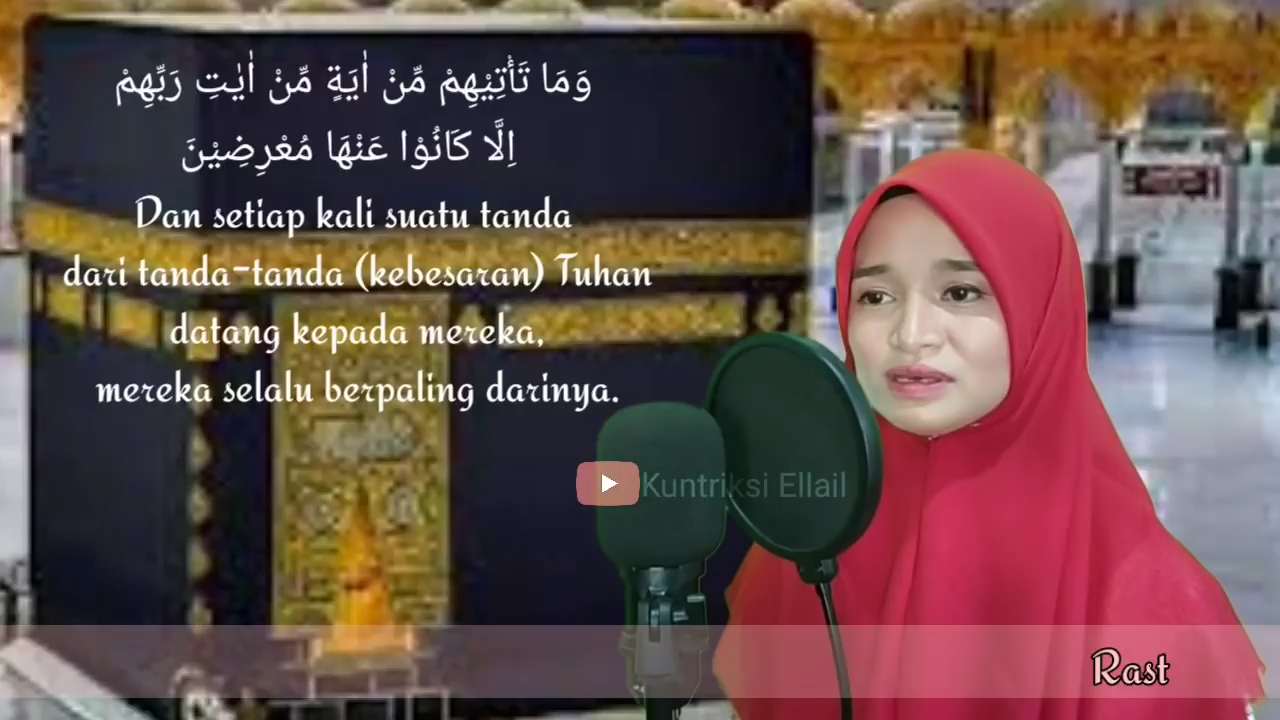 وَمَا تَأْتِيْهِمْ مِّنْ اٰيَةٍ مِّنْ اٰيٰتِ رَبِّهِمْ
اِلَّا كَانُوْا عَنْهَا مُعْرِضِيْنَ
Dan setiap kali suatu tanda
dari tanda-tanda (kebesaran) Tuhan
datang kepada mereka,
mereka selalu berpaling darinya.
Kuntriksi Ellail
Rast